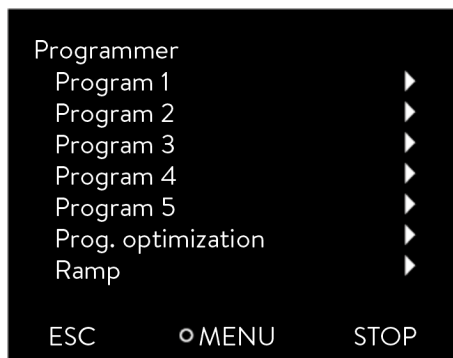 Programmer
Program 1
Program 2
Program 3
Program 4
Program 5
Prog. optimization
Ramp
ESC MENU STOP